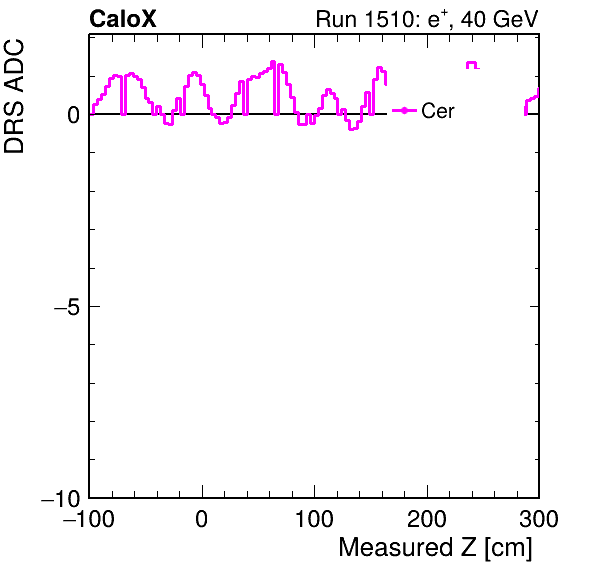 CaloX Run 1510: e⁺, 40 GeV
DRS ADC
0
−5
−10
Cer
−100 0 100 200 300
Measured Z [cm]